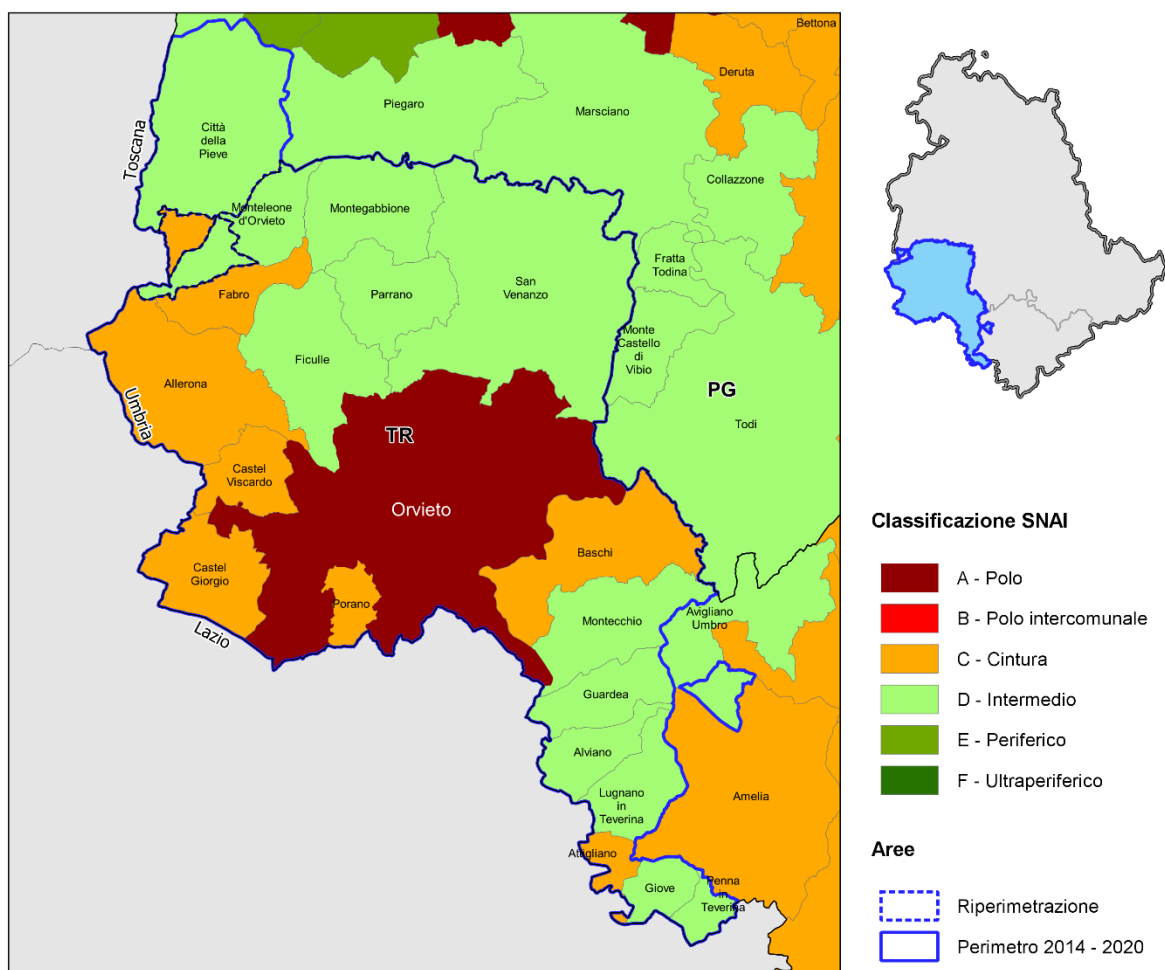 Bettona
Deruta
Piegaro
Marsciano
Città
della
Pieve
Toscana
Collazzone
Monteleone
d'Orvieto
Montegabbione
Fratta
Todina
San
Venanzo
Parrano
Fabro
Monte
Castello
di
Vibio
Ficulle
Allerona
PG
Umbria
Todi
TR
Castel
Viscardo
Orvieto
Baschi
Castel
Giorgio
Porano
Lazio
Montecchio
Avigliano
Umbro
Guardea
Alviano
Lugnano
in
Teverina
Amelia
Attigliano
Giove
Penna
in
Teverina
Classificazione SNAI
A - Polo
B - Polo intercomunale
C - Cintura
D - Intermedio
E - Periferico
F - Ultraperiferico
Aree
Riperimetrazione
Perimetro 2014 - 2020